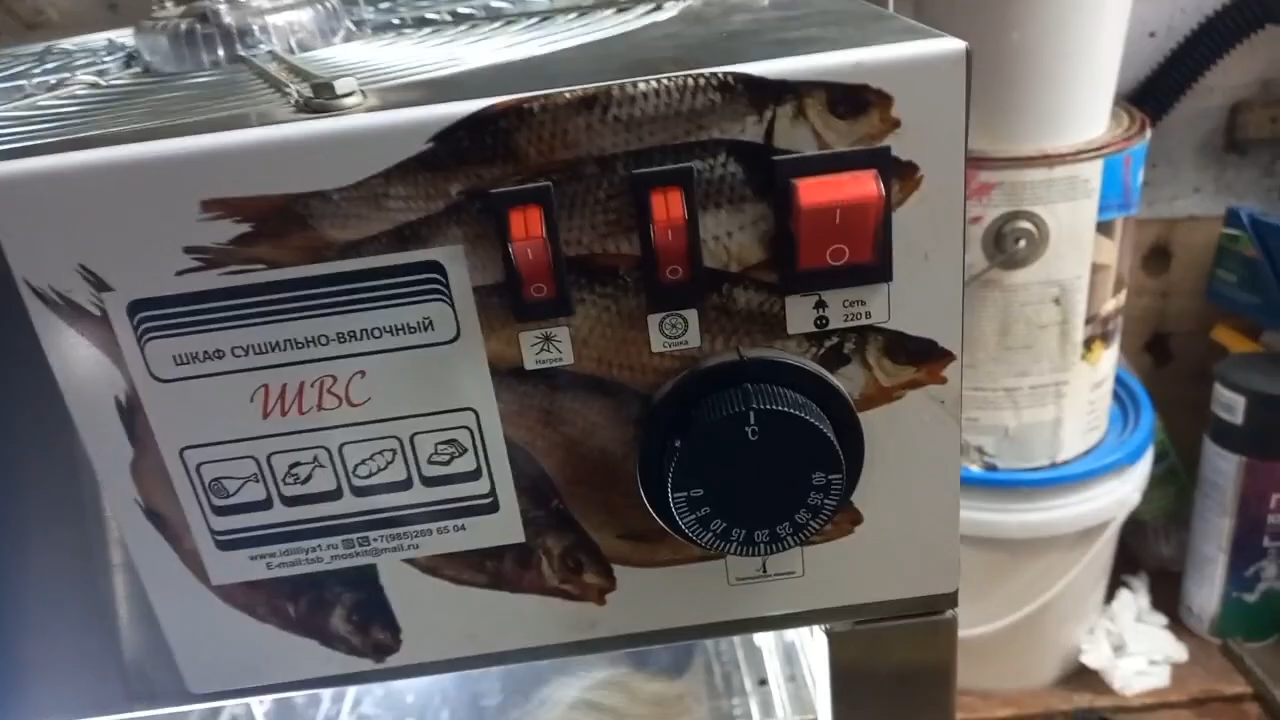 ШКАФ СУШИЛЬНО-ВЯЛОЧНЫЙ
ШВС
www.idilliya1.ru +7(985)269 65 04
E-mail:tsb_moskit@mail.ru
I
O
Нагрев
I
O
Сушка
I
O
Сеть
220 В
°C
0 5 10 15 20 25 30 35 40